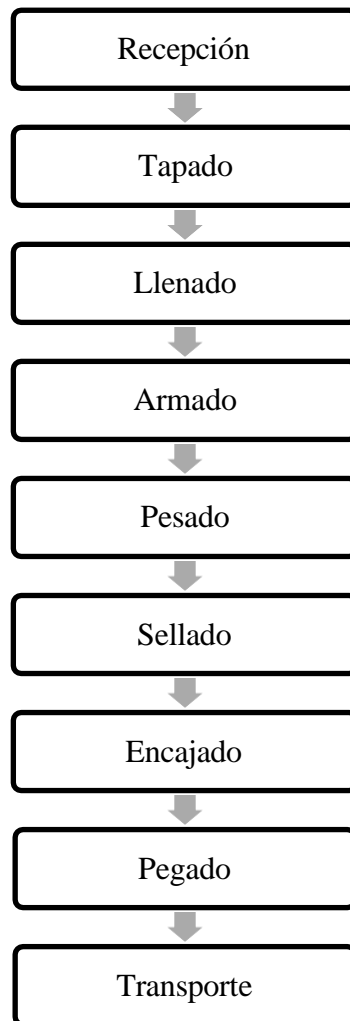 Recepción
Tapado
Llenado
Armado
Pesado
Sellado
Encajado
Pegado
Transporte